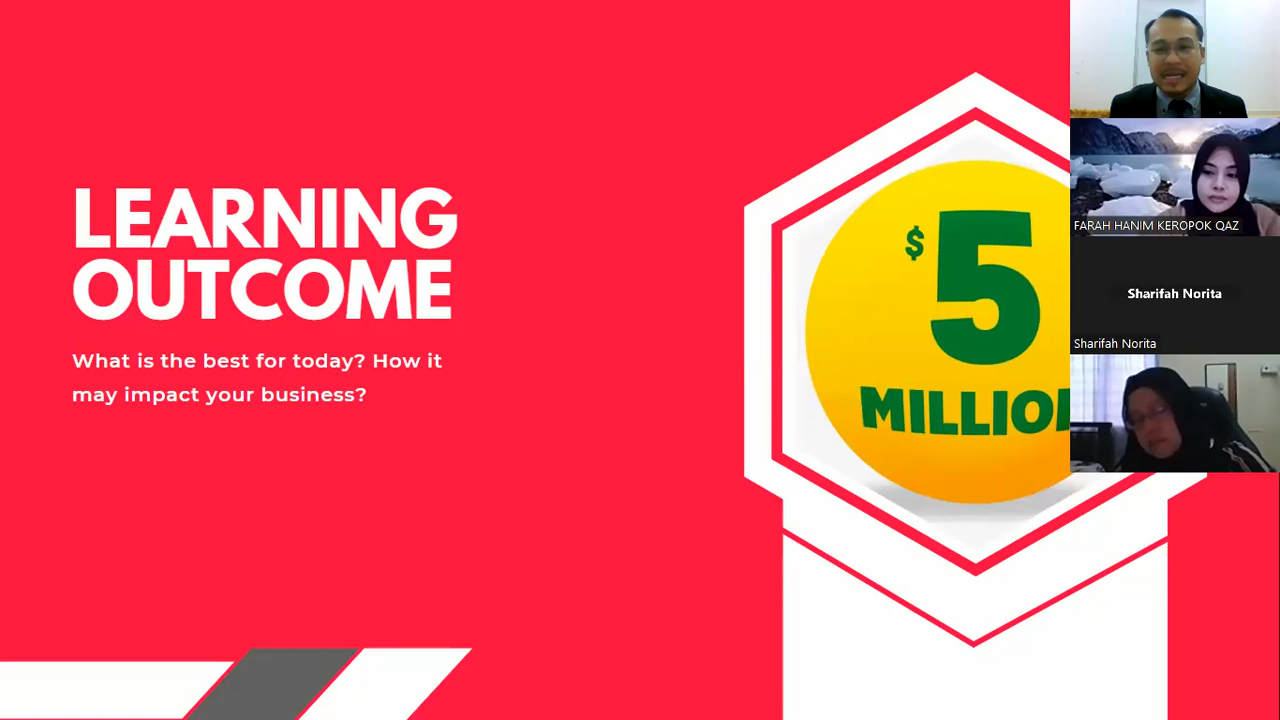 LEARNING
OUTCOME
What is the best for today? How it
may impact your business?
$5
MILLION
FARAH HANIM KEROPOK QAZ
Sharifah Norita
Sharifah Norita